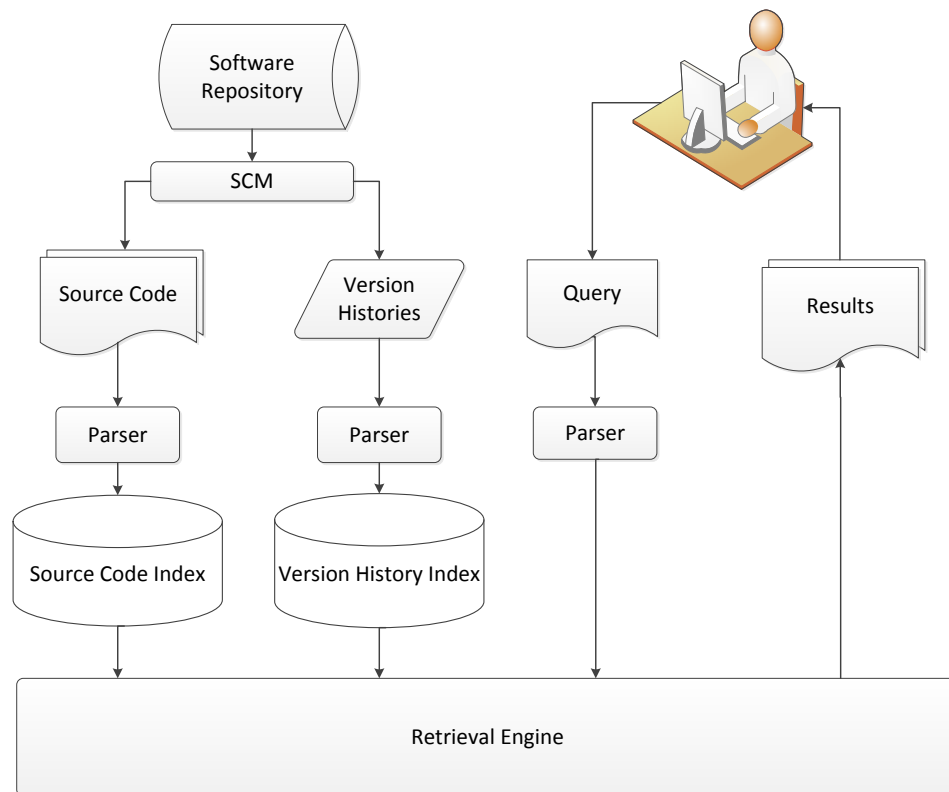 Software
Repository
SCM
Source Code
Version
Histories
Query
Results
Parser
Parser
Parser
Source Code Index
Version History Index
Retrieval Engine